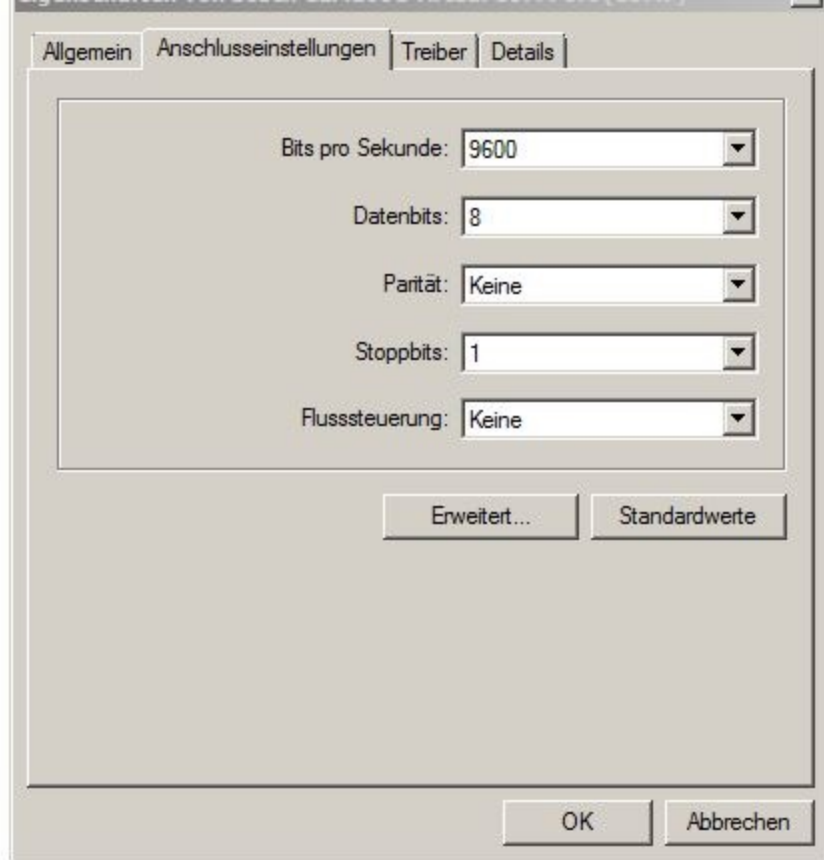 Allgemein Anschlusseinstellungen Treiber Details
Bits pro Sekunde: 9600
Datenbits: 8
Parität: Keine
Stoppbits: 1
Flusssteuerung: Keine
Erweitert... Standardwerte
OK Abbrechen